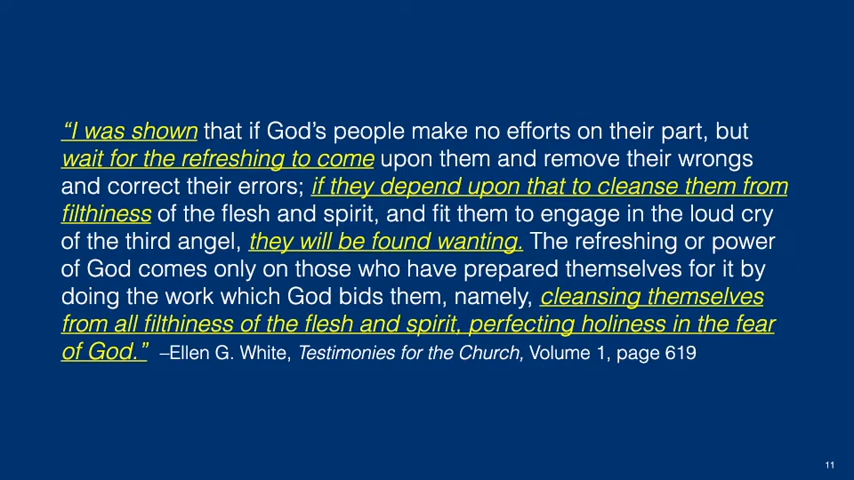 “I was shown that if God’s people make no efforts on their part, but
wait for the refreshing to come upon them and remove their wrongs
and correct their errors; if they depend upon that to cleanse them from
filthiness of the flesh and spirit, and fit them to engage in the loud cry
of the third angel, they will be found wanting. The refreshing or power
of God comes only on those who have prepared themselves for it by
doing the work which God bids them, namely, cleansing themselves
from all filthiness of the flesh and spirit, perfecting holiness in the fear
of God.” –Ellen G. White, Testimonies for the Church, Volume 1, page 619
11